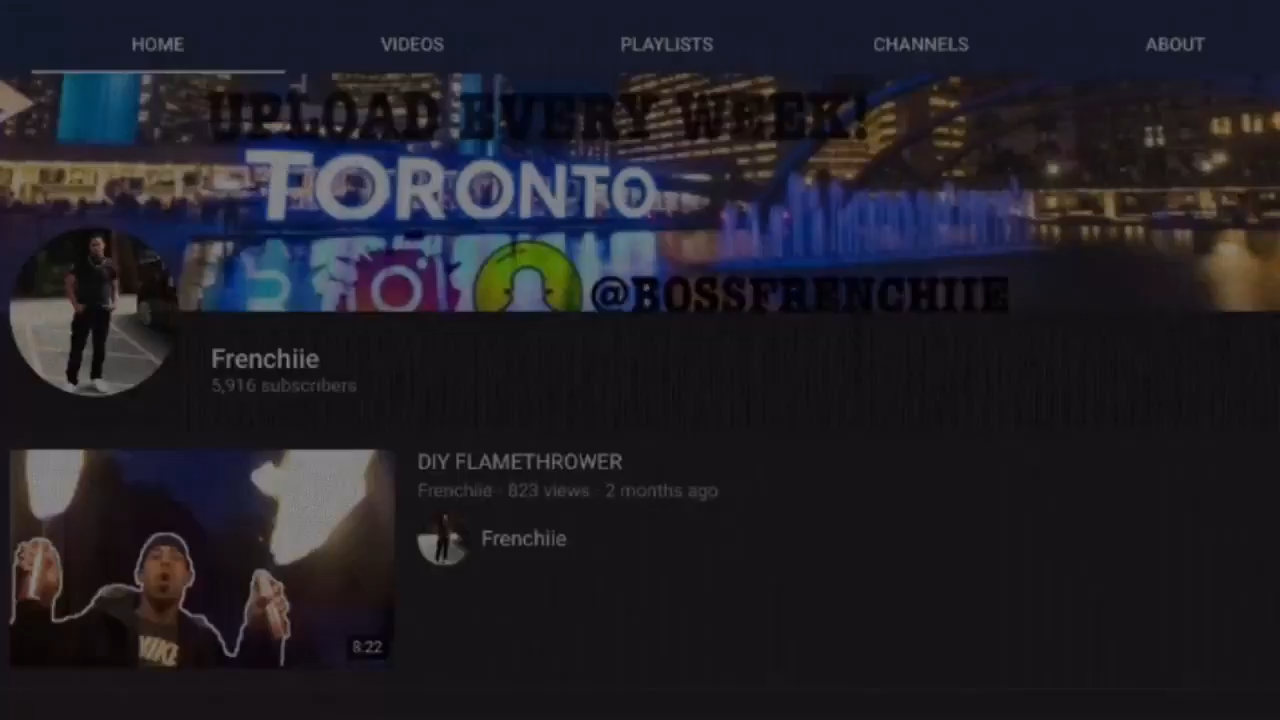 HOME VIDEOS PLAYLISTS CHANNELS ABOUT
UPLOAD EVERY WEEK!
TORONTO
@BOSSFRENCHIIE
Frenchiie
5,916 subscribers
DIY FLAMETHROWER
Frenchiie · 823 views · 2 months ago
Frenchiie
NIKE
8:22